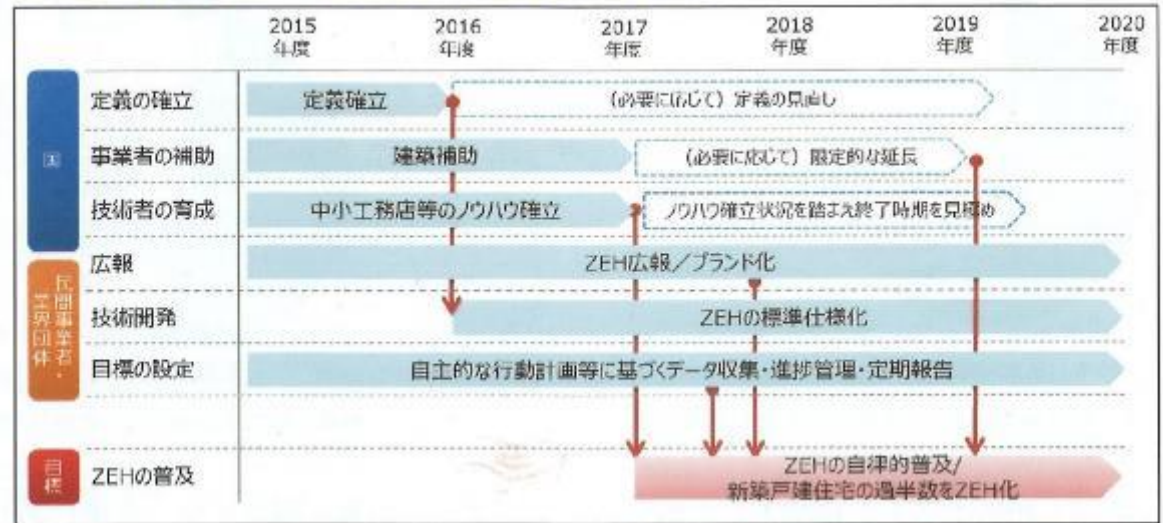 2015 2016 2017 2018 2019 2020
年度 年度 年度 年度 年度 年度
国
定義の確立 定義確立 (必要に応じて) 定義の見直し
事業者の補助 建築補助 (必要に応じて) 限定的な延長
技術者の育成 中小工務店等のノウハウ確立 ノウハウ確立状況を踏まえ終了時期を見極め
民間事業者・
業界団体
広報 ZEH広報／ブランド化
技術開発 ZEHの標準仕様化
目標の設定 自主的な行動計画等に基づくデータ収集・進捗管理・定期報告
目標
ZEHの普及 ZEHの自律的普及/
新築戸建住宅の過半数をZEH化